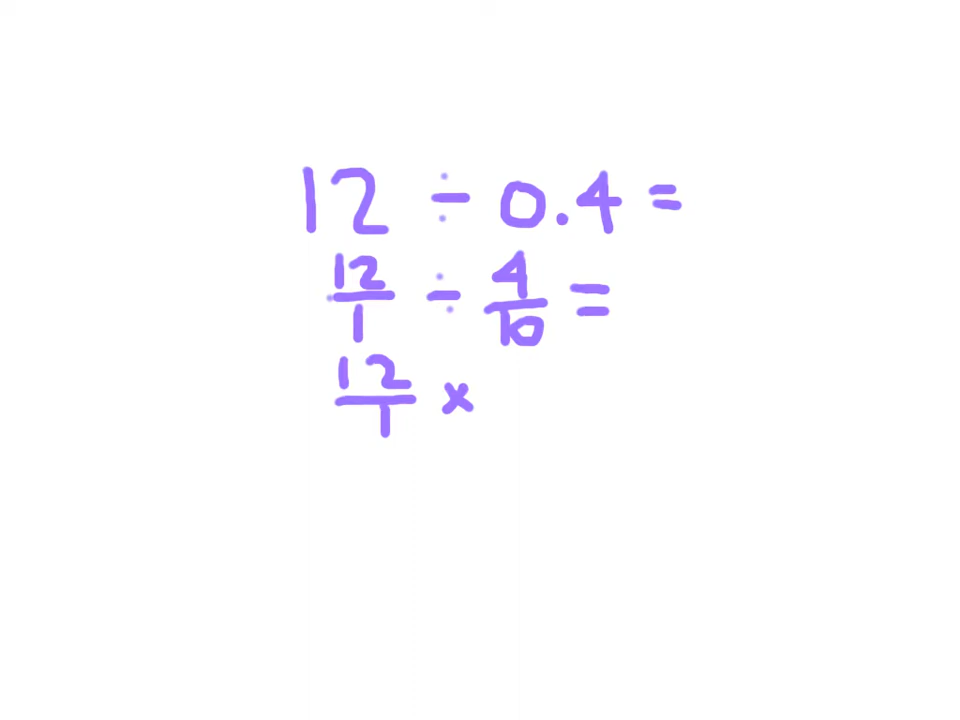 12 ÷ 0.4 =
12/1 ÷ 4/10 =
12/1 ×